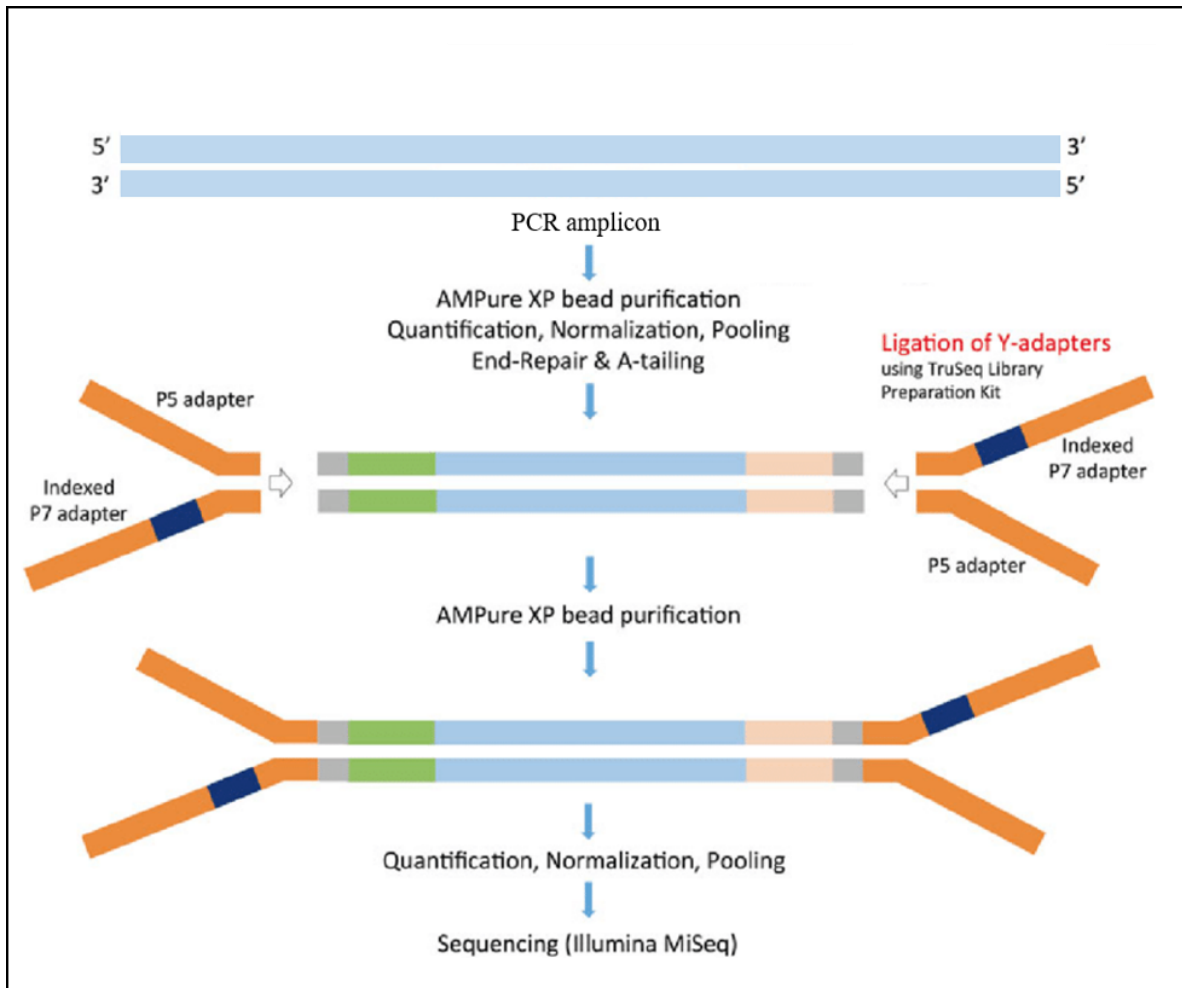 5’ 3’
3’ 5’
PCR amplicon
AMPure XP bead purification
Quantification, Normalization, Pooling
End-Repair & A-tailing
Ligation of Y-adapters
using TruSeq Library
Preparation Kit
P5 adapter
Indexed
P7 adapter
Indexed
P7 adapter
P5 adapter
AMPure XP bead purification
Quantification, Normalization, Pooling
Sequencing (Illumina MiSeq)